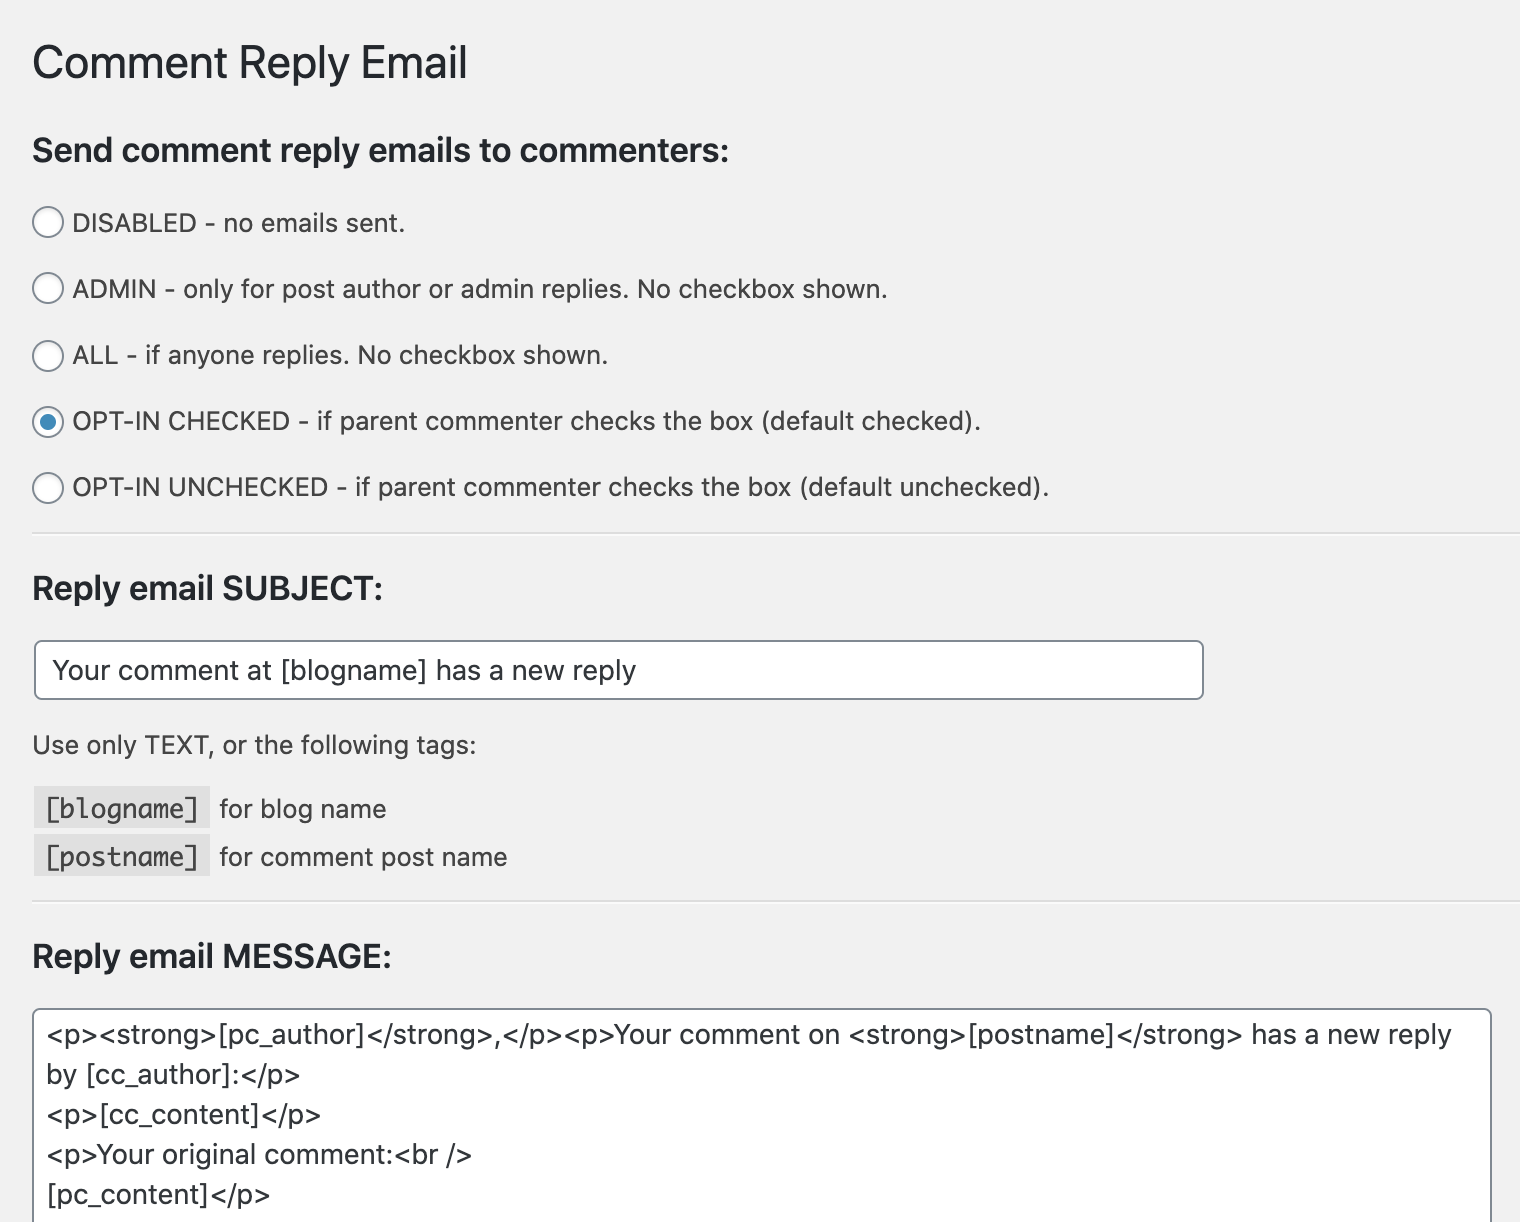 Comment Reply Email
Send comment reply emails to commenters:
DISABLED - no emails sent.
ADMIN - only for post author or admin replies. No checkbox shown.
ALL - if anyone replies. No checkbox shown.
OPT-IN CHECKED - if parent commenter checks the box (default checked).
OPT-IN UNCHECKED - if parent commenter checks the box (default unchecked).
Reply email SUBJECT:
Your comment at [blogname] has a new reply
Use only TEXT, or the following tags:
[blogname] for blog name
[postname] for comment post name
Reply email MESSAGE:
<p><strong>[pc_author]</strong>,</p><p>Your comment on <strong>[postname]</strong> has a new reply
by [cc_author]:</p>
<p>[cc_content]</p>
<p>Your original comment:<br />
[pc_content]</p>